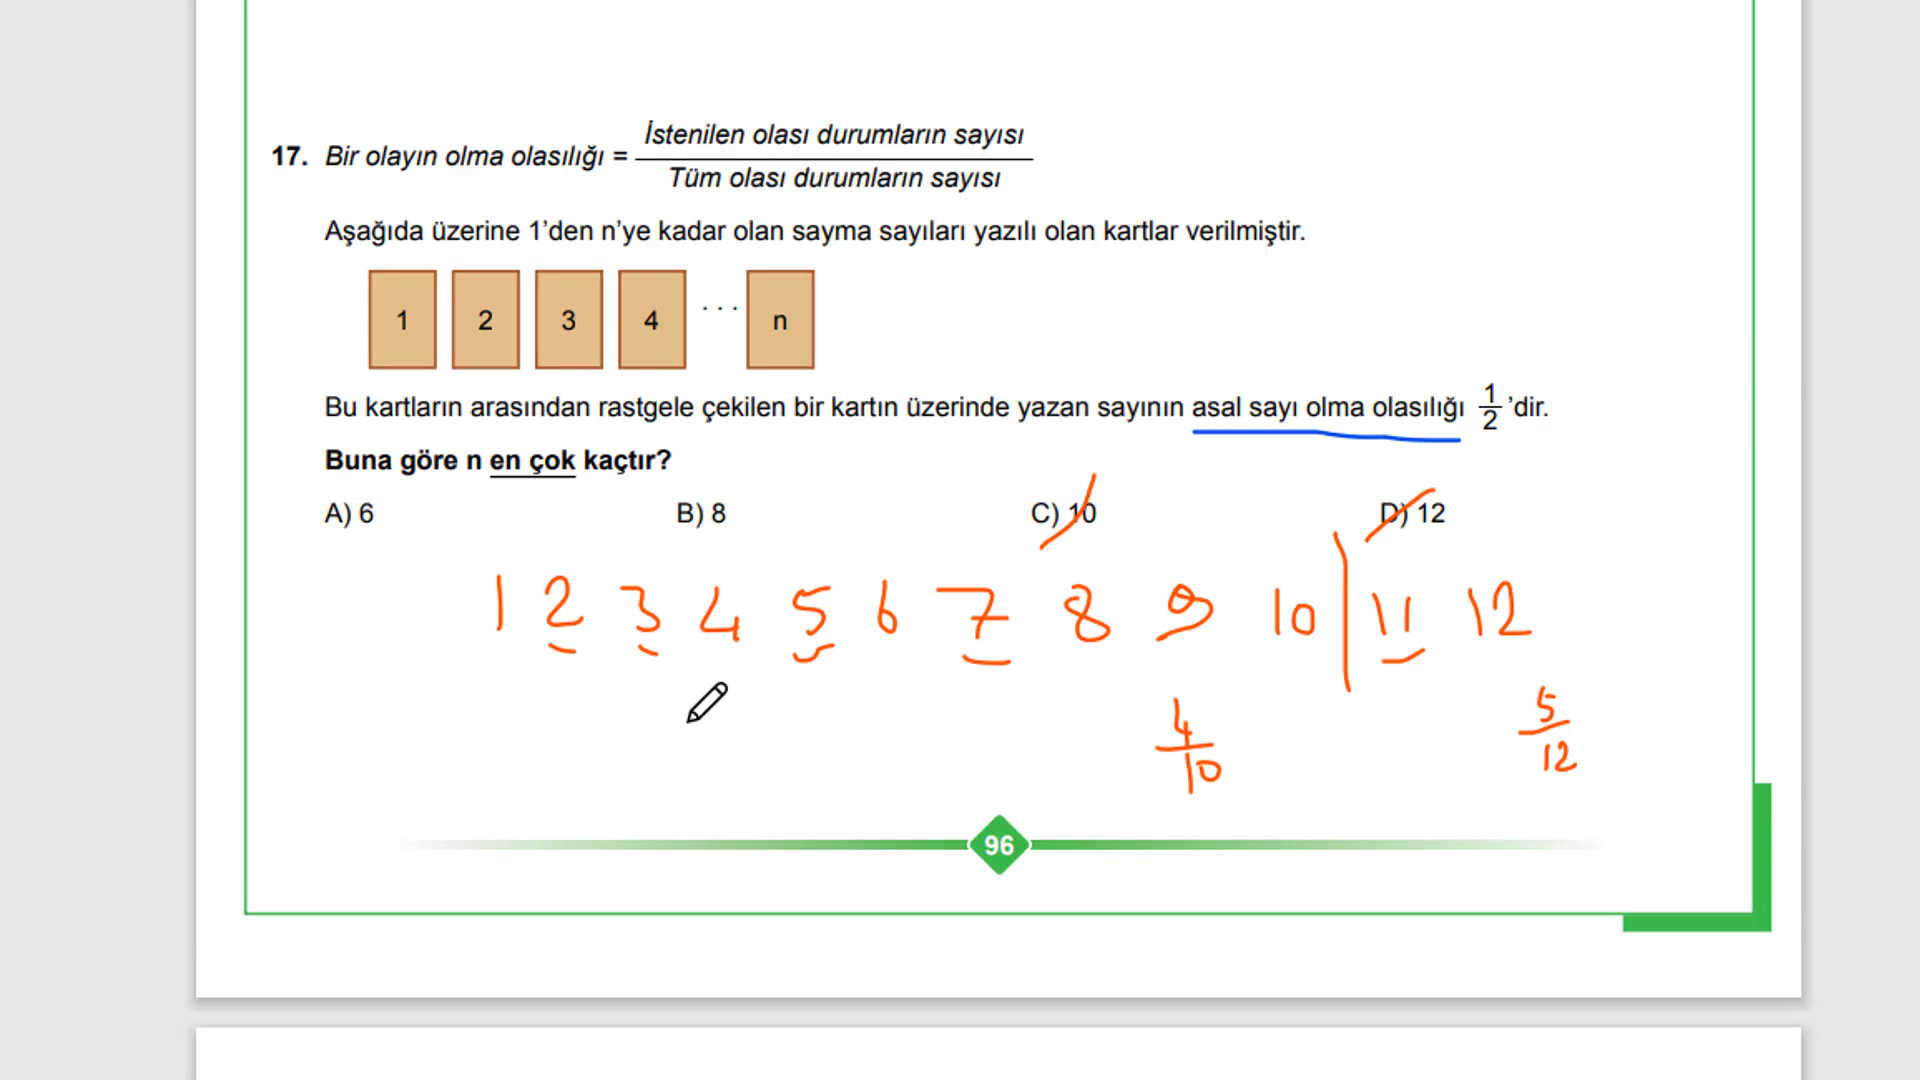 17. Bir olayın olma olasılığı = İstenilen olası durumların sayısı
Tüm olası durumların sayısı
Aşağıda üzerine 1’den n’ye kadar olan sayma sayıları yazılı olan kartlar verilmiştir.
1 2 3 4 . . . n
Bu kartların arasından rastgele çekilen bir kartın üzerinde yazan sayının asal sayı olma olasılığı 1/2 ’dir.
Buna göre n en çok kaçtır?
A) 6 B) 8 C) 10 D) 12
1 2 3 4 5 6 7 8 9 10 11 12
4/10 5/12
96